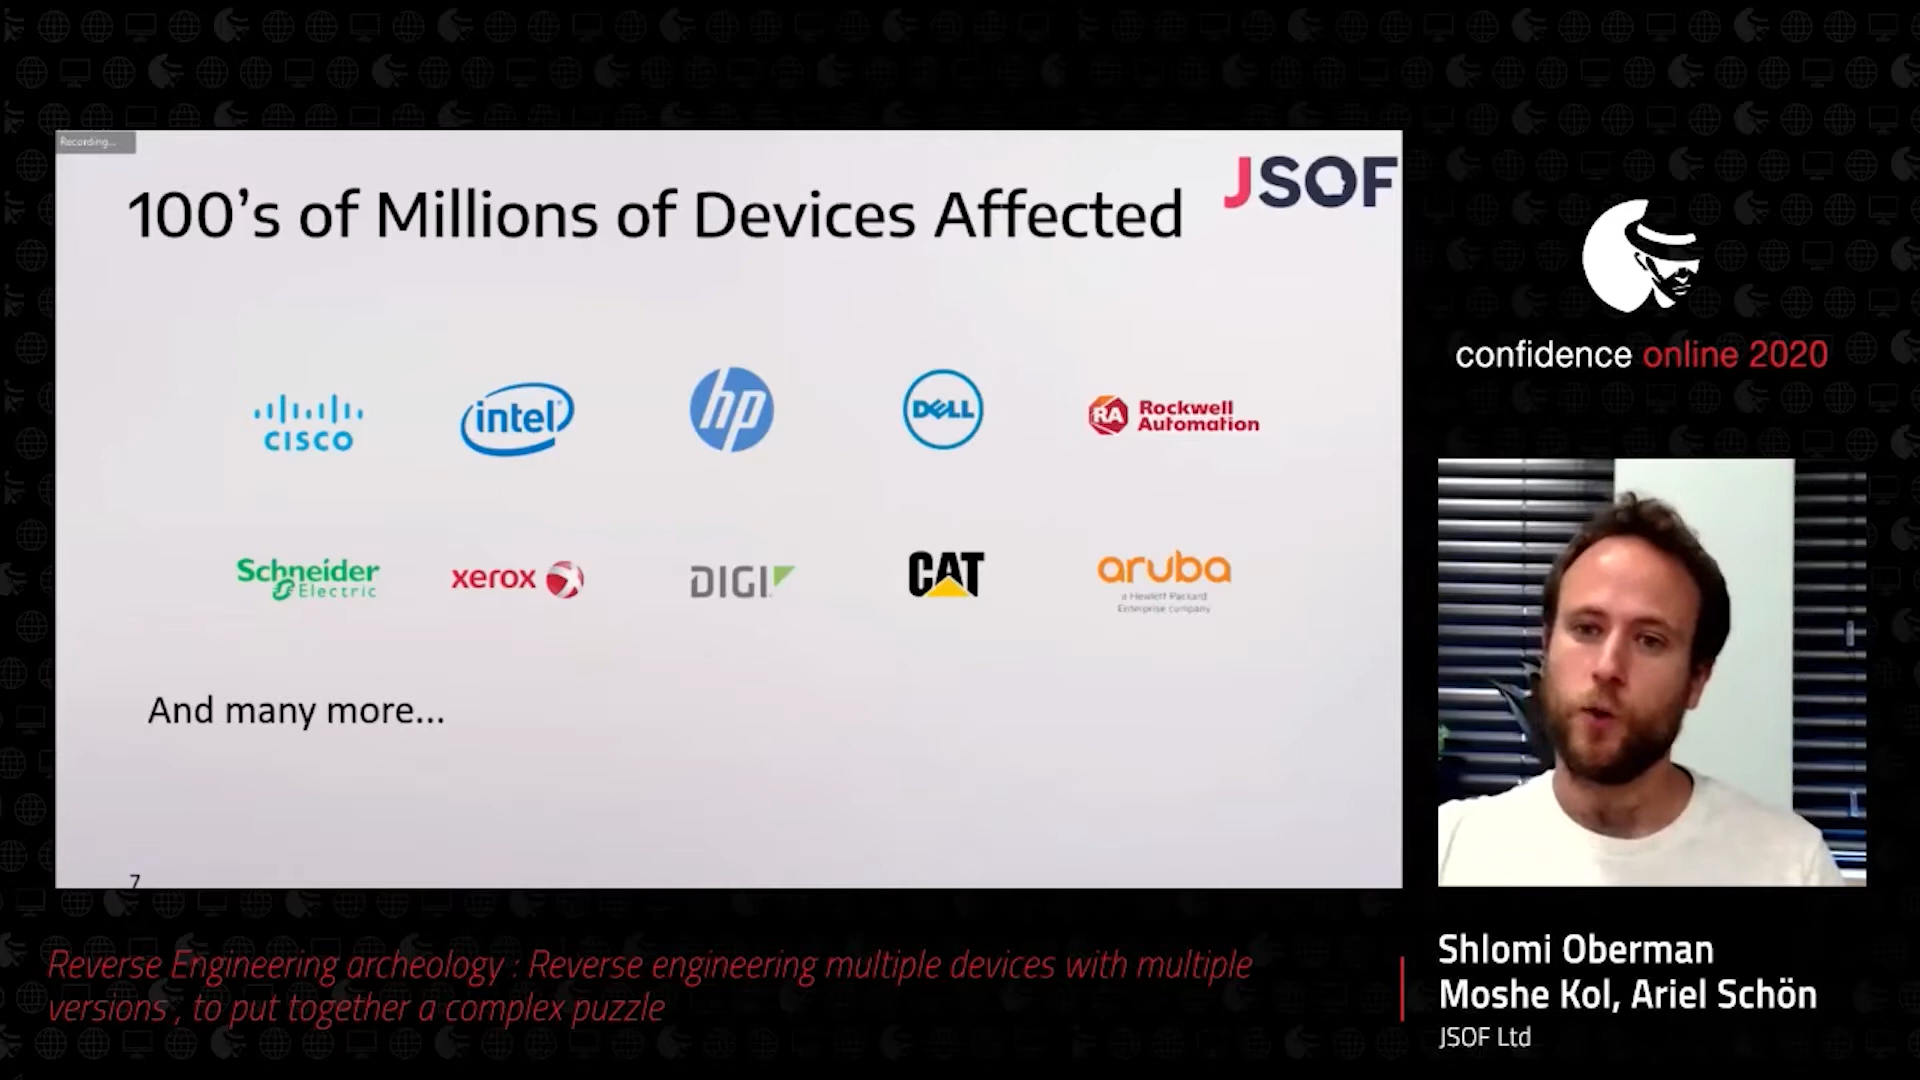 Recording...
100's of Millions of Devices Affected
JSOF
CISCO
intel
hp
DELL
RA
Rockwell
Automation
Schneider
Electric
xerox
DIGI
CAT
aruba
a Hewlett Packard
Enterprise company
And many more...
7
confidence online 2020
Reverse Engineering archeology : Reverse engineering multiple devices with multiple
versions , to put together a complex puzzle
Shlomi Oberman
Moshe Kol, Ariel Schön
JSOF Ltd